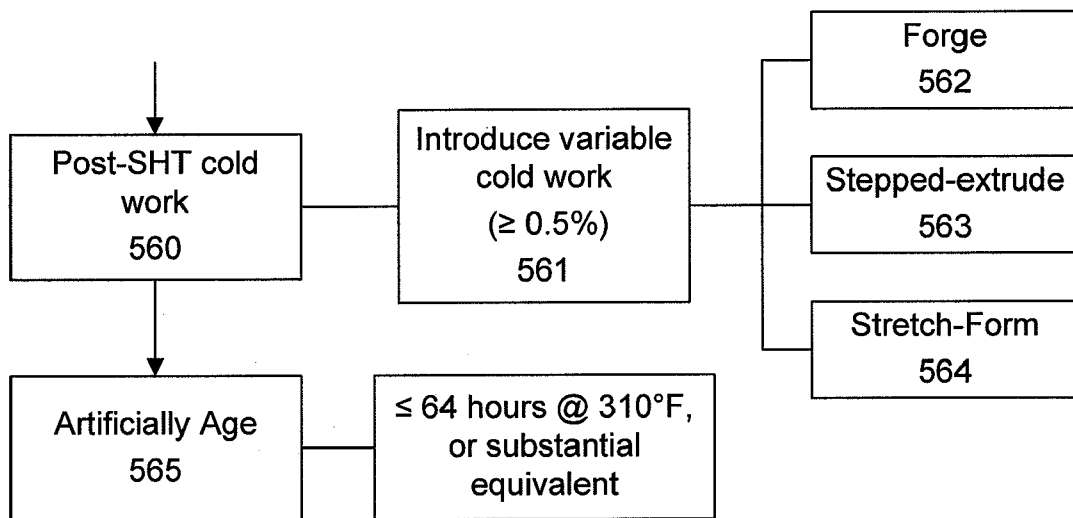 Post-SHT cold
work
560
Introduce variable
cold work
(≥ 0.5%)
561
Forge
562
Stepped-extrude
563
Stretch-Form
564
Artificially Age
565
≤ 64 hours @ 310°F,
or substantial
equivalent